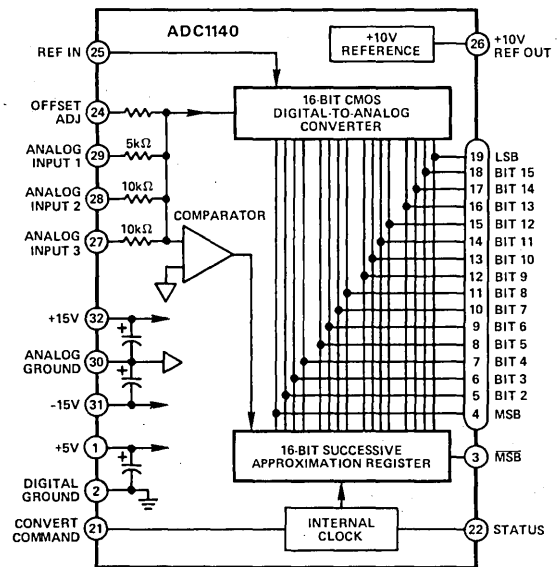 ADC1140
REF IN 25
+10V
REFERENCE
26 +10V
REF OUT
OFFSET
ADJ 24
16-BIT CMOS
DIGITAL-TO-ANALOG
CONVERTER
ANALOG
INPUT 1 29 5kΩ
ANALOG
INPUT 2 28 10kΩ
ANALOG
INPUT 3 27 10kΩ
COMPARATOR
19 LSB
18 BIT 15
17 BIT 14
16 BIT 13
15 BIT 12
14 BIT 11
13 BIT 10
12 BIT 9
11 BIT 8
10 BIT 7
9 BIT 6
8 BIT 5
7 BIT 4
6 BIT 3
5 BIT 2
4 MSB
+15V 32
+
ANALOG
GROUND 30
+
-15V 31
+5V 1
+
DIGITAL
GROUND 2
16-BIT SUCCESSIVE
APPROXIMATION REGISTER
3 M̅S̅B̅
CONVERT
COMMAND 21
INTERNAL
CLOCK
22 STATUS